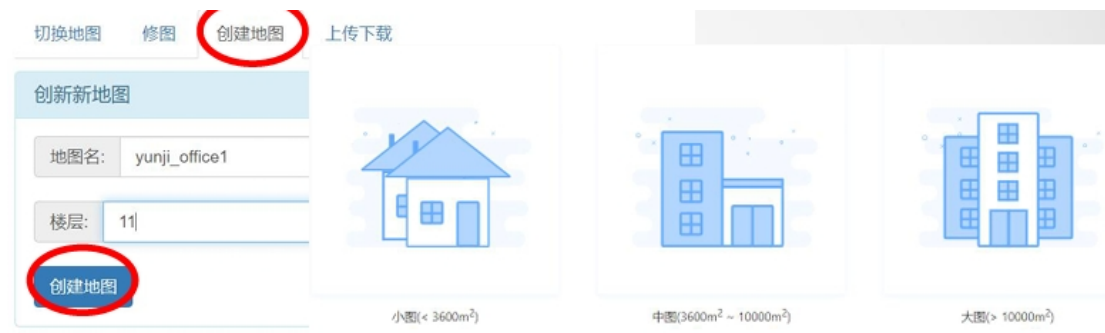 切换地图 修图 创建地图 上传下载
创新新地图
地图名: yunji_office1
楼层: 11
创建地图
小图(< 3600m²) 中图(3600m² ~ 10000m²) 大图(> 10000m²)